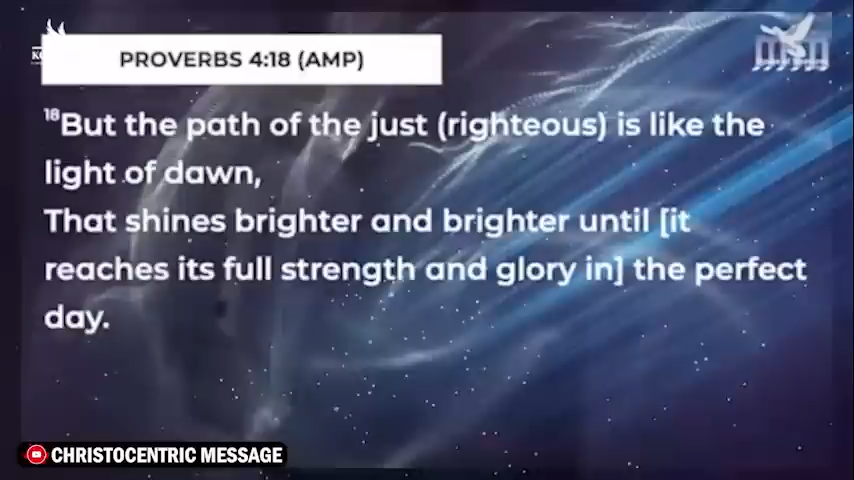 PROVERBS 4:18 (AMP)
18But the path of the just (righteous) is like the
light of dawn,
That shines brighter and brighter until [it
reaches its full strength and glory in] the perfect
day.
CHRISTOCENTRIC MESSAGE